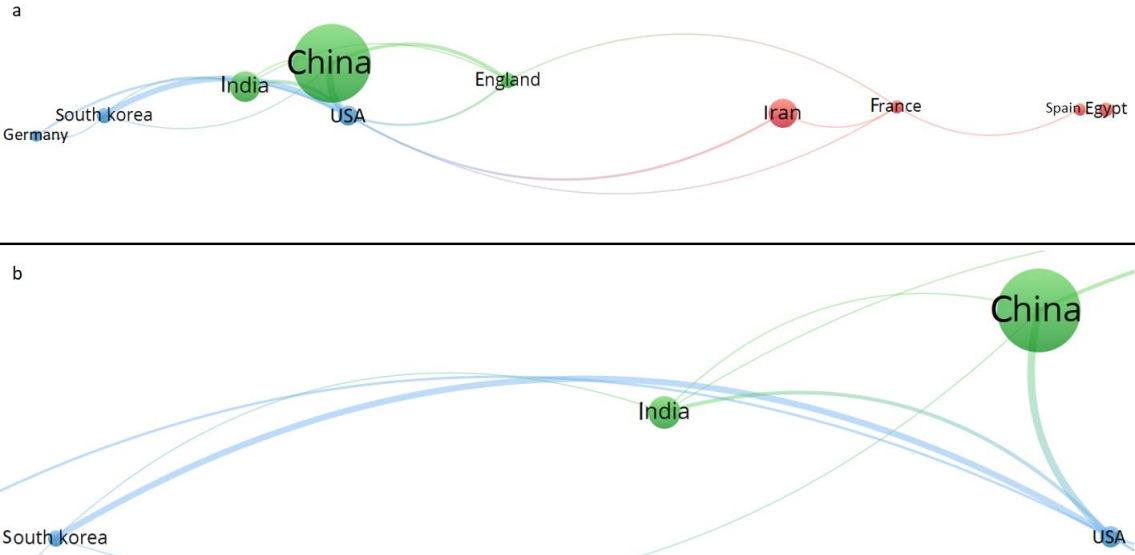 a
China
India
England
South korea
USA
Germany
Iran
France
Spain
Egypt
b
China
India
South korea
USA